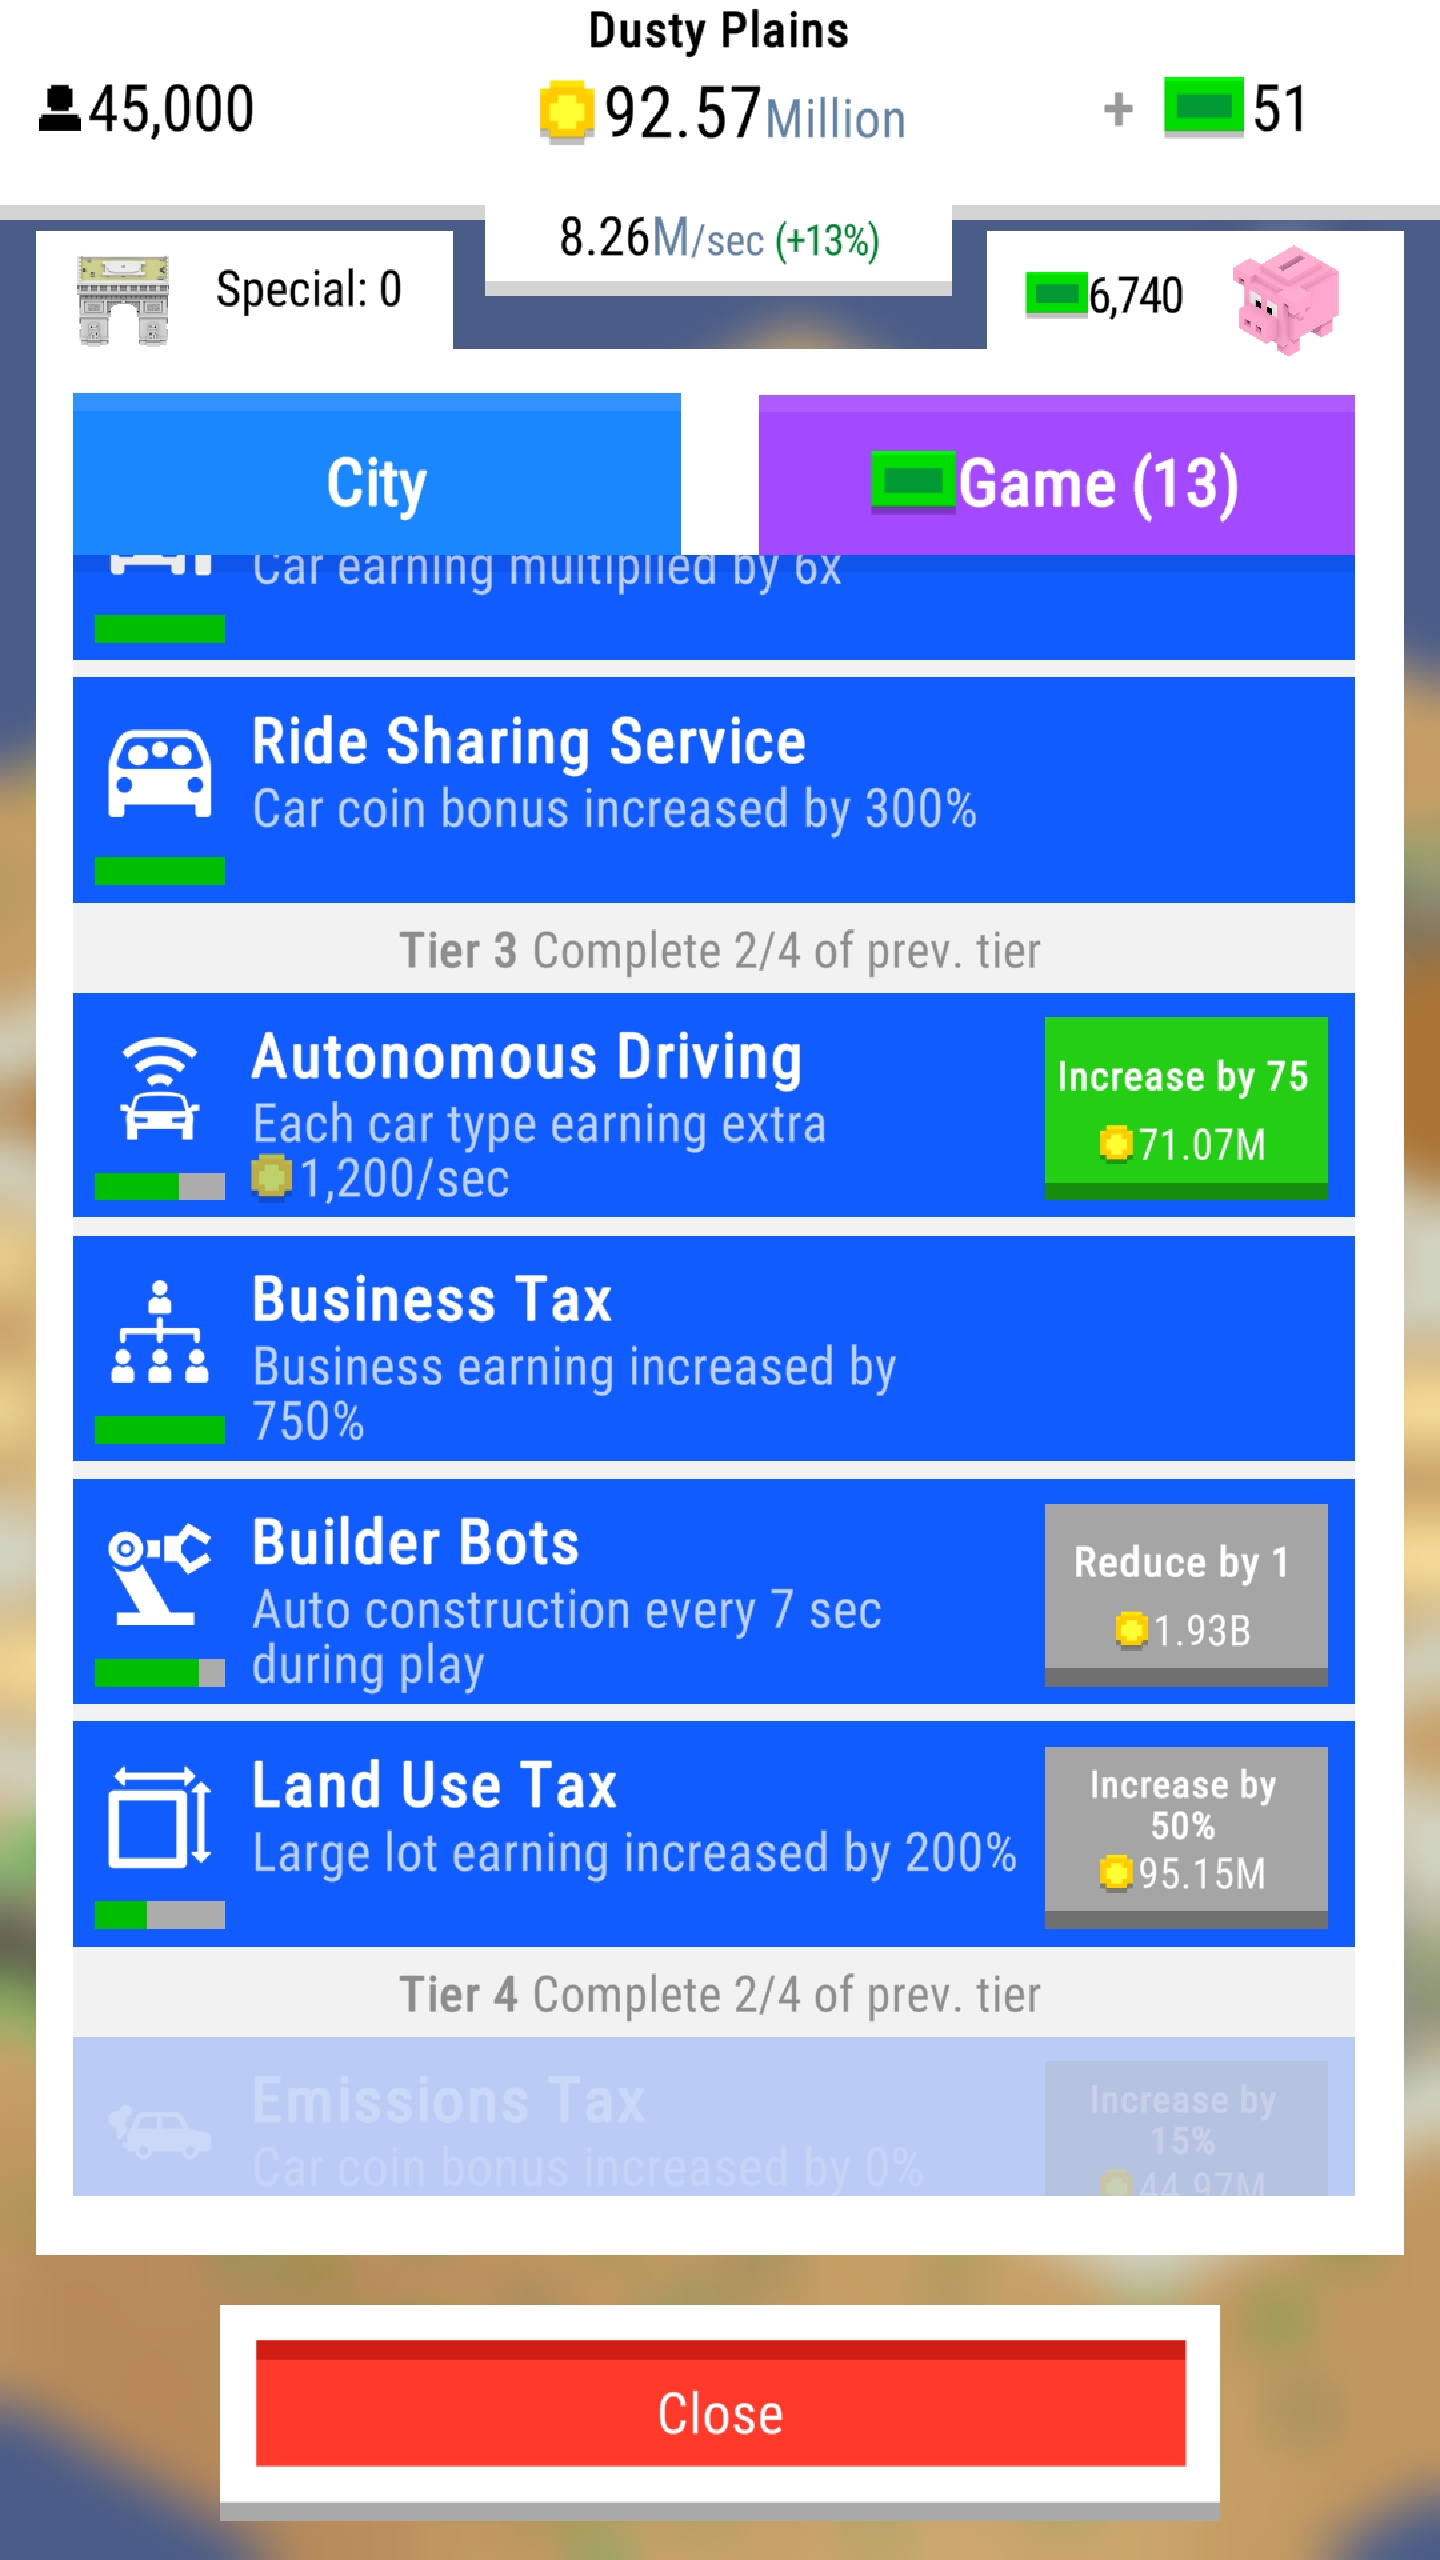 Dusty Plains
45,000
92.57Million
+ 51
8.26M/sec (+13%)
Special: 0
6,740
City
Game (13)
Car earning multiplied by 6x
Ride Sharing Service
Car coin bonus increased by 300%
Tier 3 Complete 2/4 of prev. tier
Autonomous Driving
Each car type earning extra
1,200/sec
Increase by 75
71.07M
Business Tax
Business earning increased by
750%
Builder Bots
Auto construction every 7 sec
during play
Reduce by 1
1.93B
Land Use Tax
Large lot earning increased by 200%
Increase by
50%
95.15M
Tier 4 Complete 2/4 of prev. tier
Emissions Tax
Car coin bonus increased by 0%
Increase by
15%
44.97M
Close